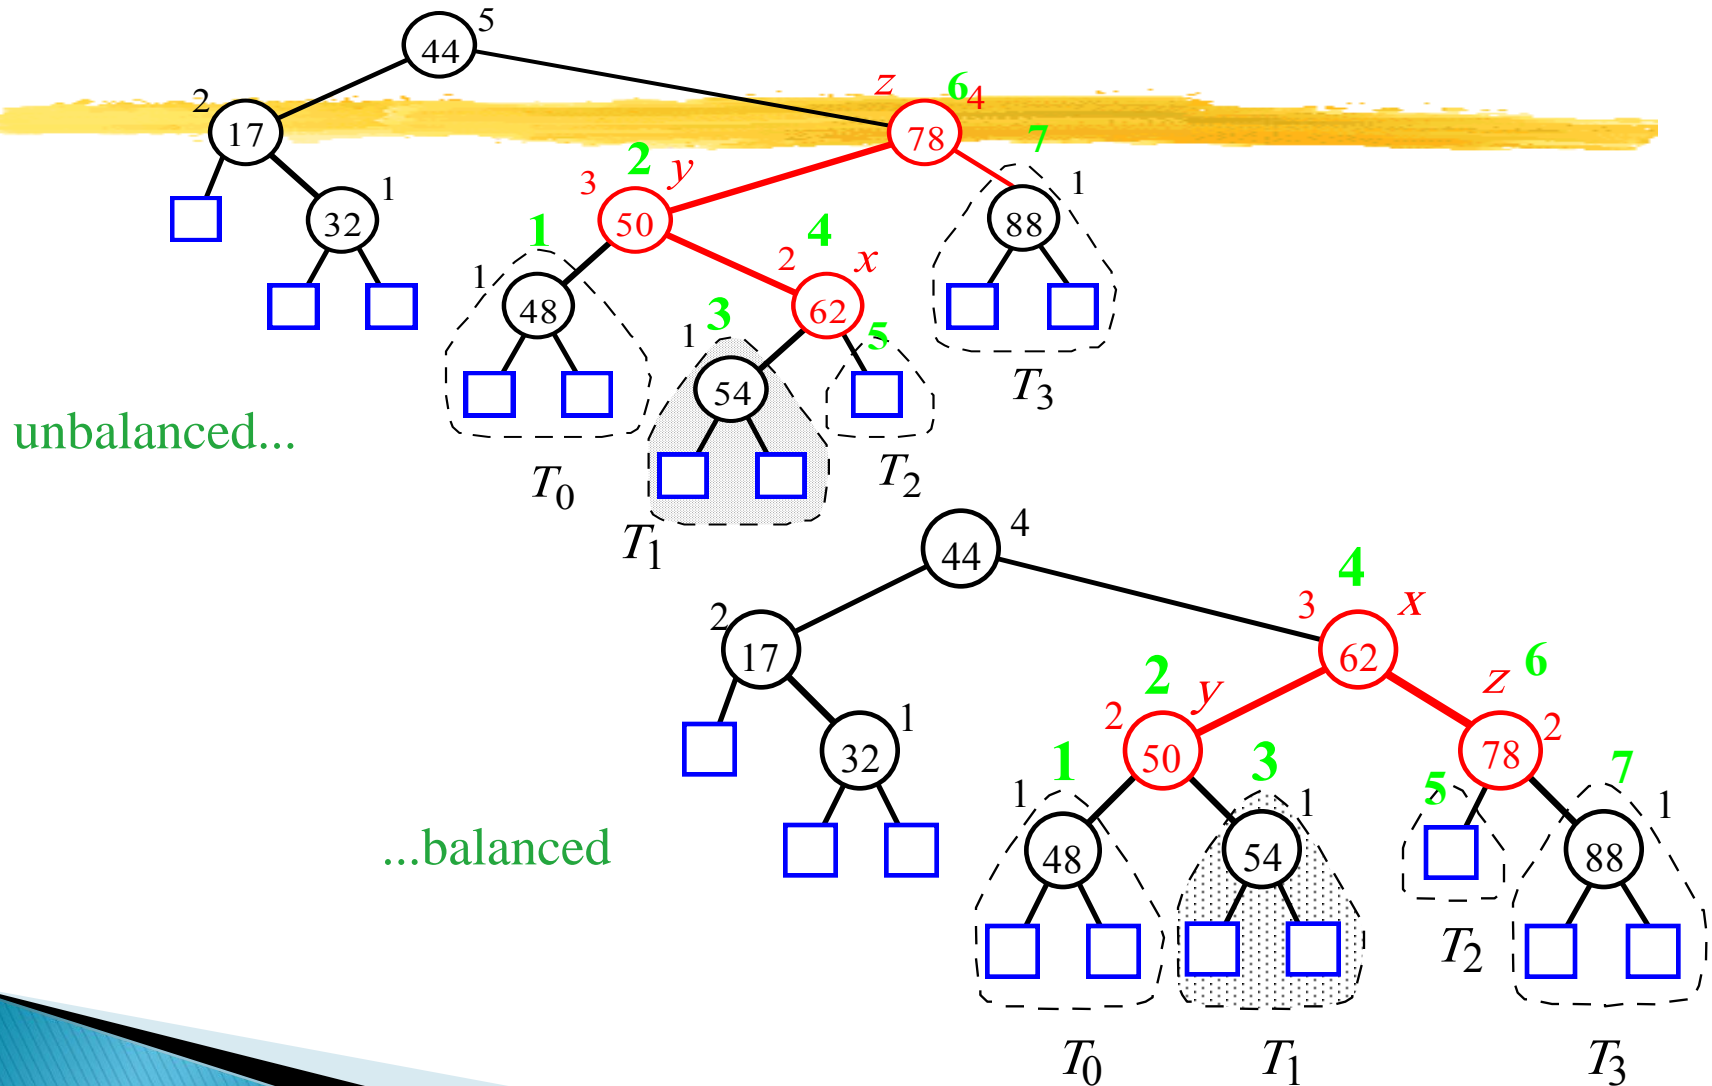 44 5
2 17
z 6 4 78
7
3 2 y 50
32 1
1
1 48
2 4 x 62
88 1
3
1 54
5
T3
unbalanced...
T0
T2
T1
44 4
2 17
4
3 x 62
2
2 y 50
z 6
78 2
32 1
1
1 48
3
54 1
5
7
88 1
...balanced
T2
T0
T1
T3